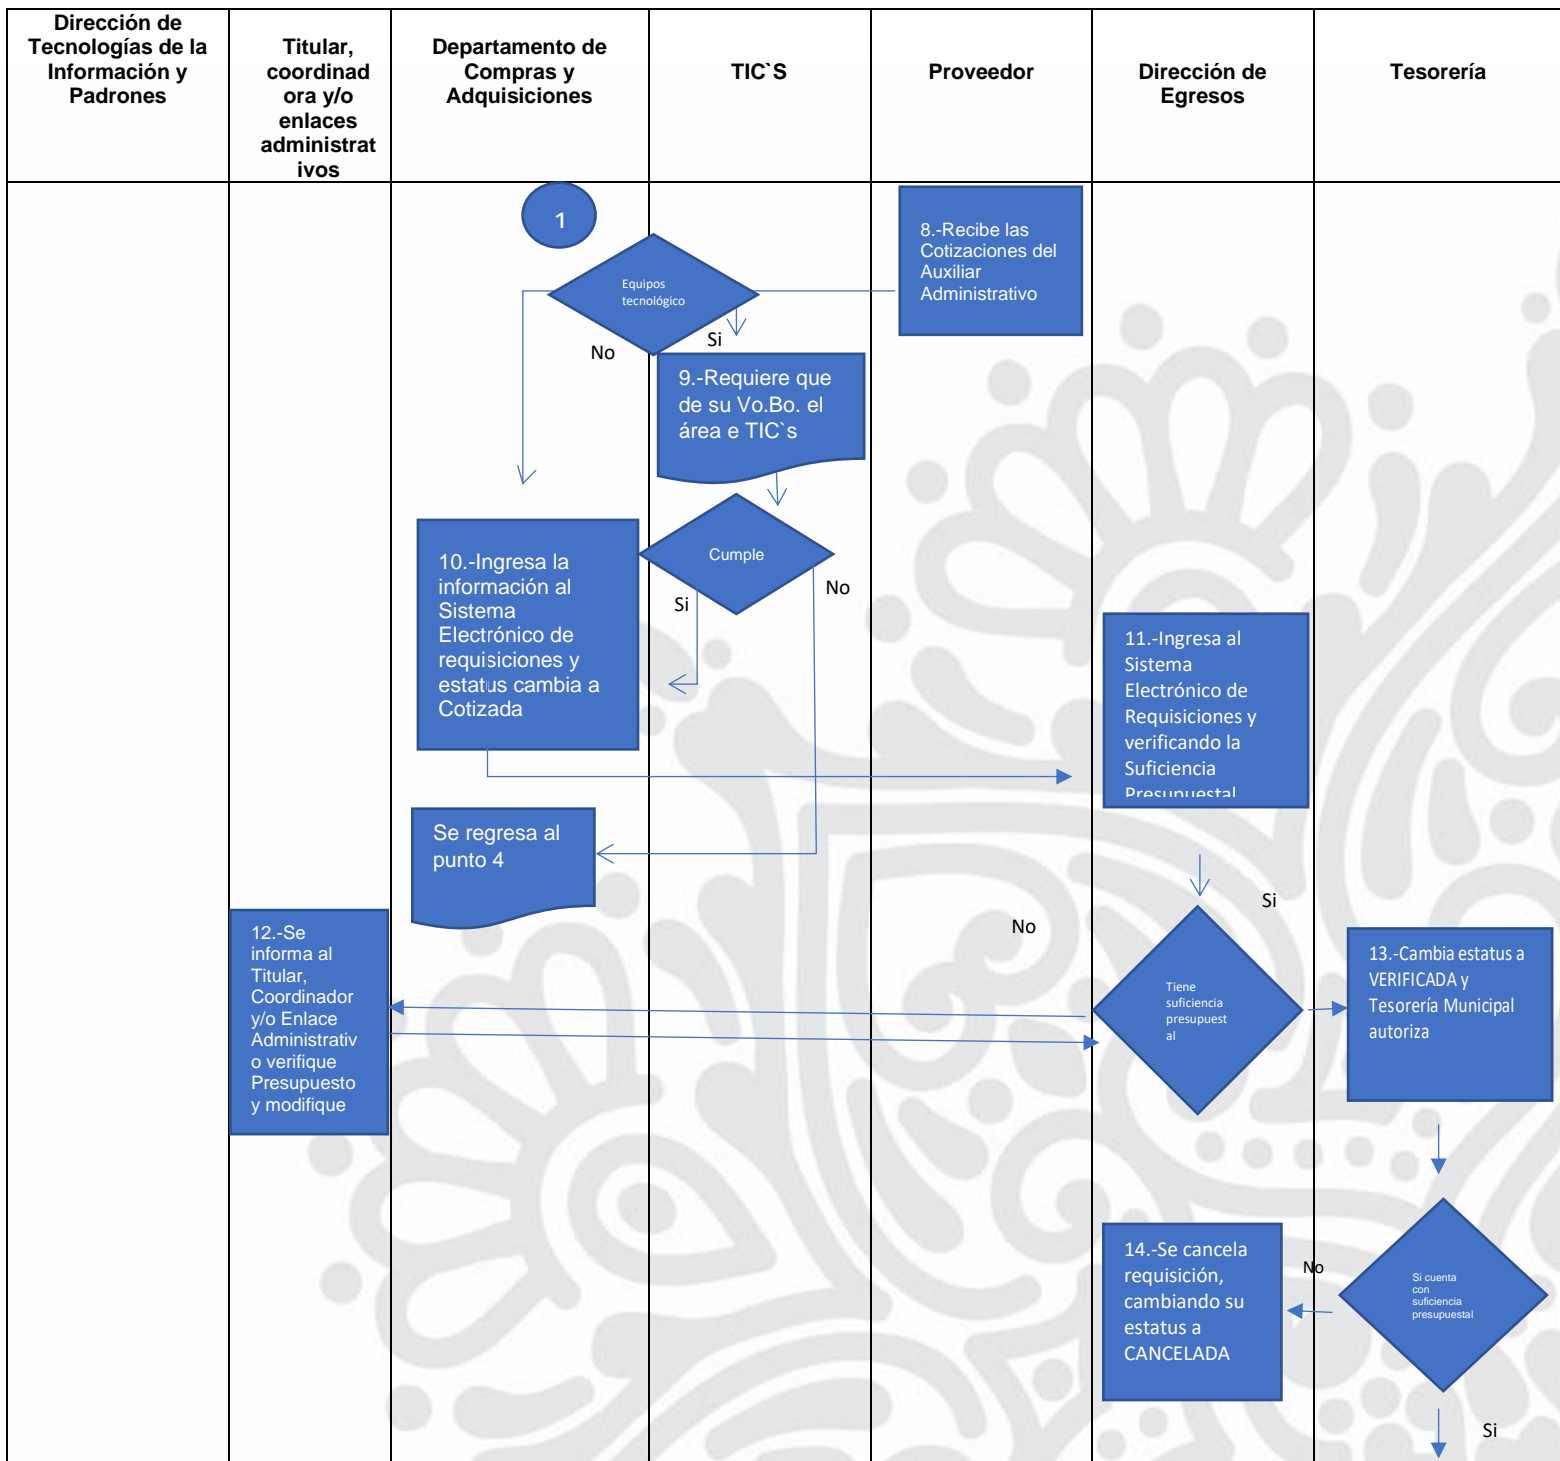 Dirección de
Tecnologías de la
Información y
Padrones
Titular,
coordinad
ora y/o
enlaces
administrat
ivos
Departamento de
Compras y
Adquisiciones
TIC`S
Proveedor
Dirección de
Egresos
Tesorería
1
8.-Recibe las
Cotizaciones del
Auxiliar
Administrativo
Equipos
tecnológico
No
Si
9.-Requiere que
de su Vo.Bo. el
área e TIC`s
10.-Ingresa la
información al
Sistema
Electrónico de
requisiciones y
estatus cambia a
Cotizada
Cumple
Si
No
11.-Ingresa al
Sistema
Electrónico de
Requisiciones y
verificando la
Suficiencia
Presupuestal
Se regresa al
punto 4
12.-Se
informa al
Titular,
Coordinador
y/o Enlace
Administrativ
o verifique
Presupuesto
y modifique
No
Si
Tiene
suficiencia
presupuest
al
13.-Cambia estatus a
VERIFICADA y
Tesorería Municipal
autoriza
14.-Se cancela
requisición,
cambiando su
estatus a
CANCELADA
No
Si cuenta
con
suficiencia
presupuestal
Si